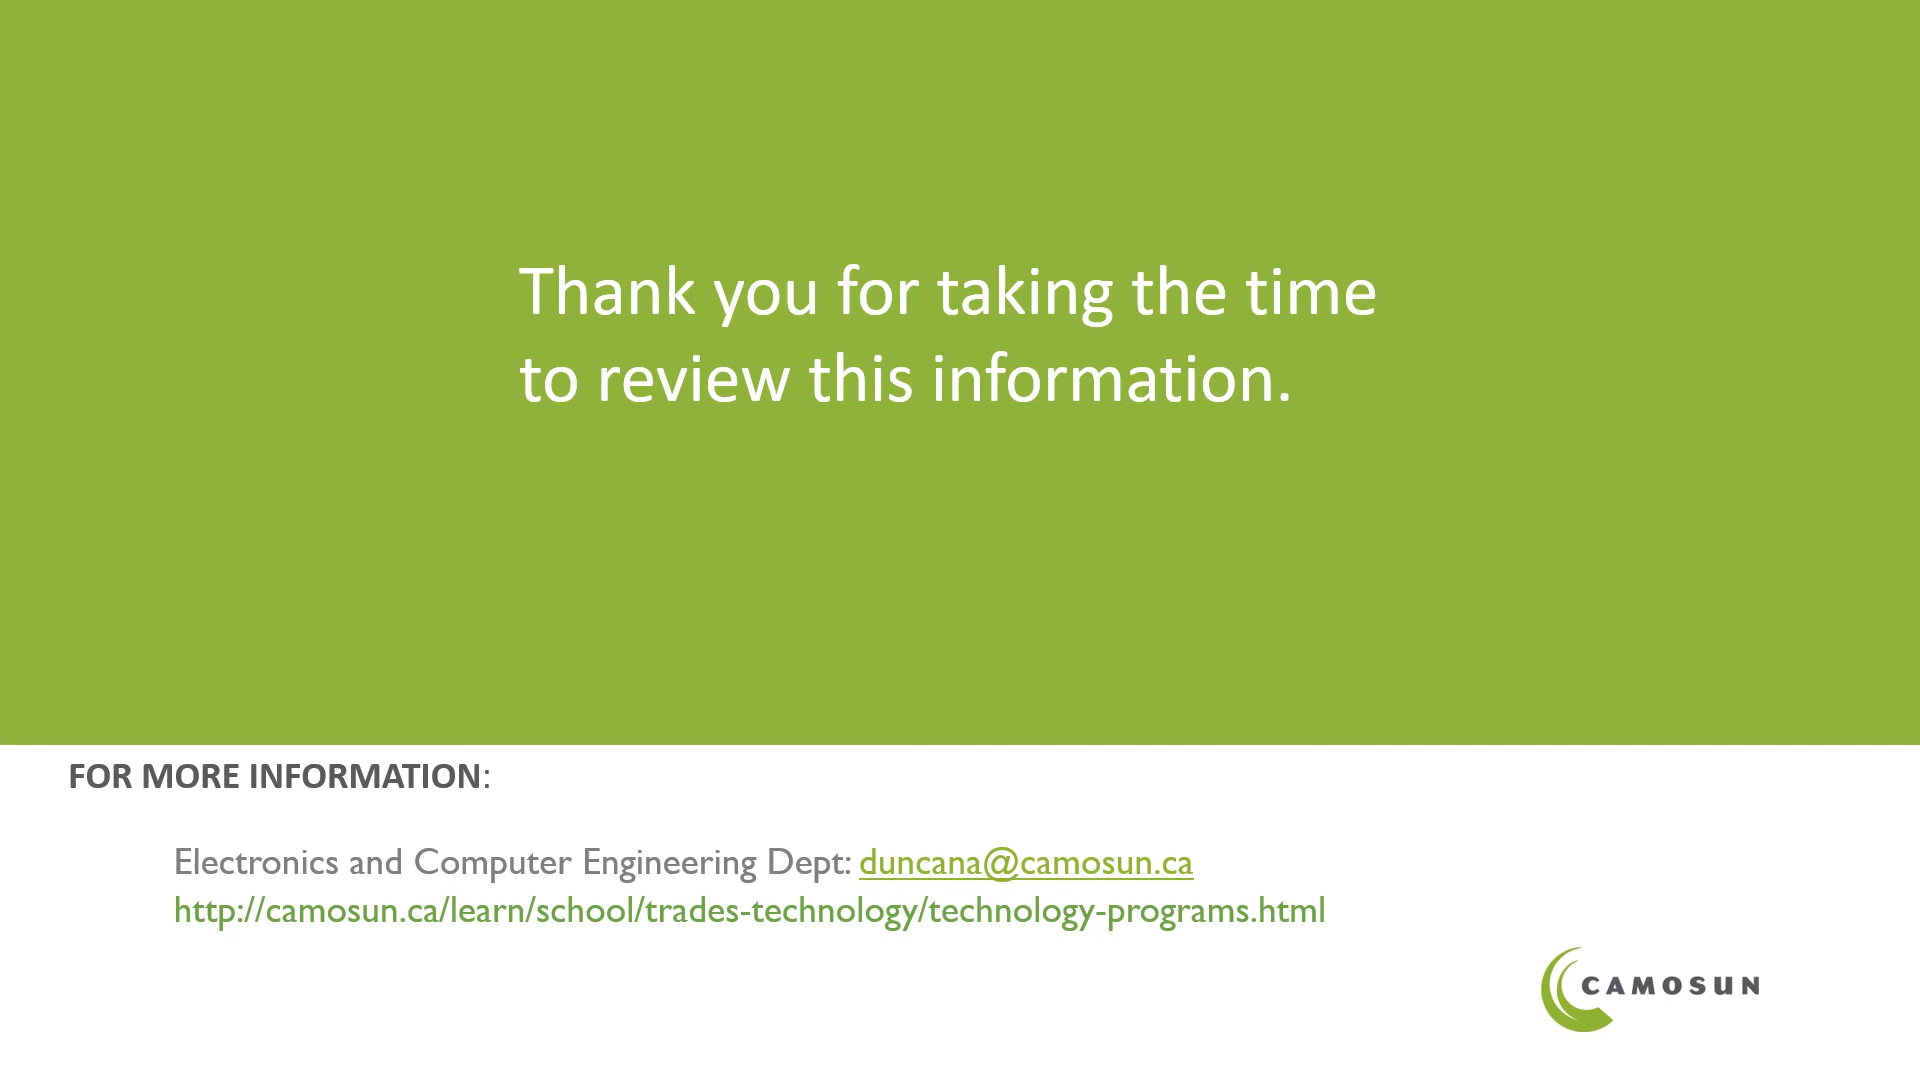 Thank you for taking the time
to review this information.
FOR MORE INFORMATION:
Electronics and Computer Engineering Dept: duncana@camosun.ca
http://camosun.ca/learn/school/trades-technology/technology-programs.html
CAMOSUN